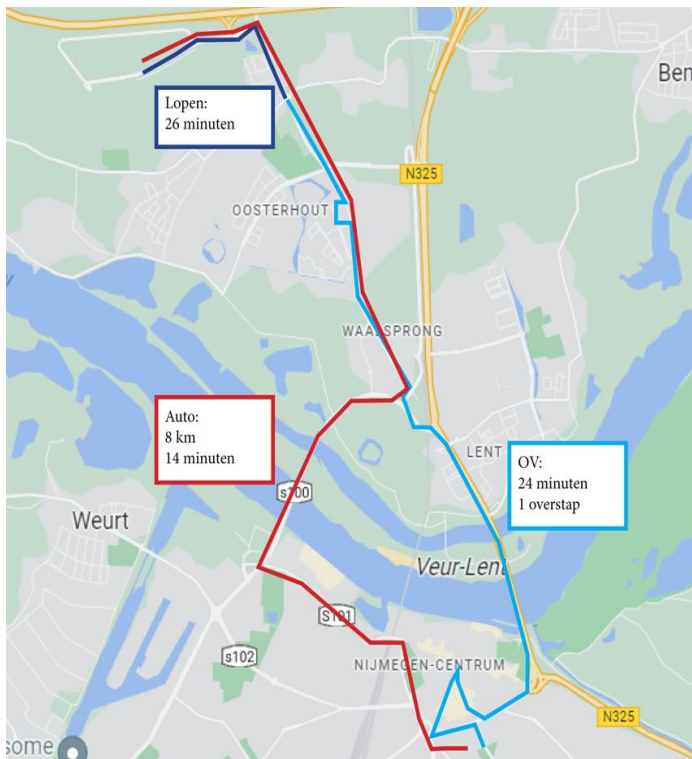 Ben
Lopen:
26 minuten
N325
OOSTERHOUT
WAALSPRONG
Auto:
8 km
14 minuten
LENT
OV:
24 minuten
1 overstap
s100
Weurt
Veur-Lent
S101
s102
NIJMEGEN-CENTRUM
N325
some